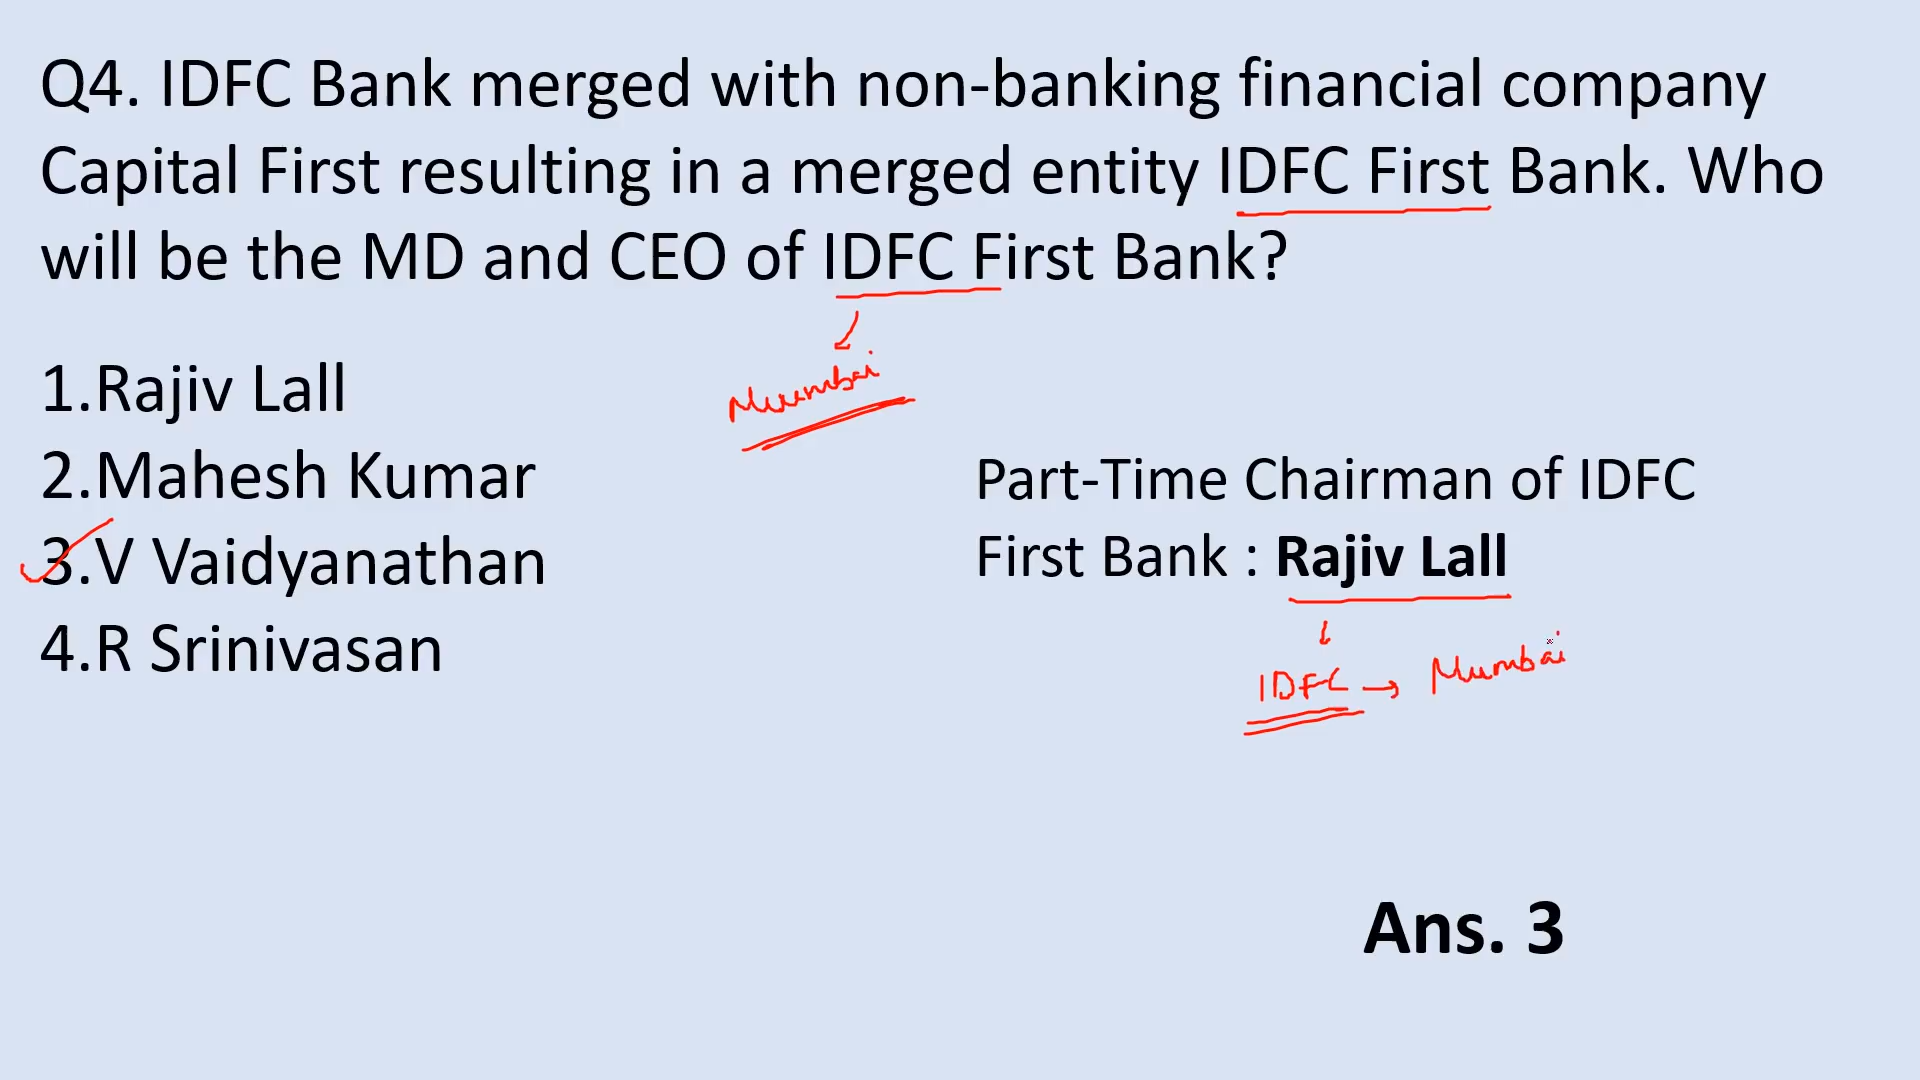 Q4. IDFC Bank merged with non-banking financial company
Capital First resulting in a merged entity IDFC First Bank. Who
will be the MD and CEO of IDFC First Bank?
Mumbai
1.Rajiv Lall
2.Mahesh Kumar
3.V Vaidyanathan
4.R Srinivasan
Part-Time Chairman of IDFC
First Bank : Rajiv Lall
IDFC → Mumbai
Ans. 3